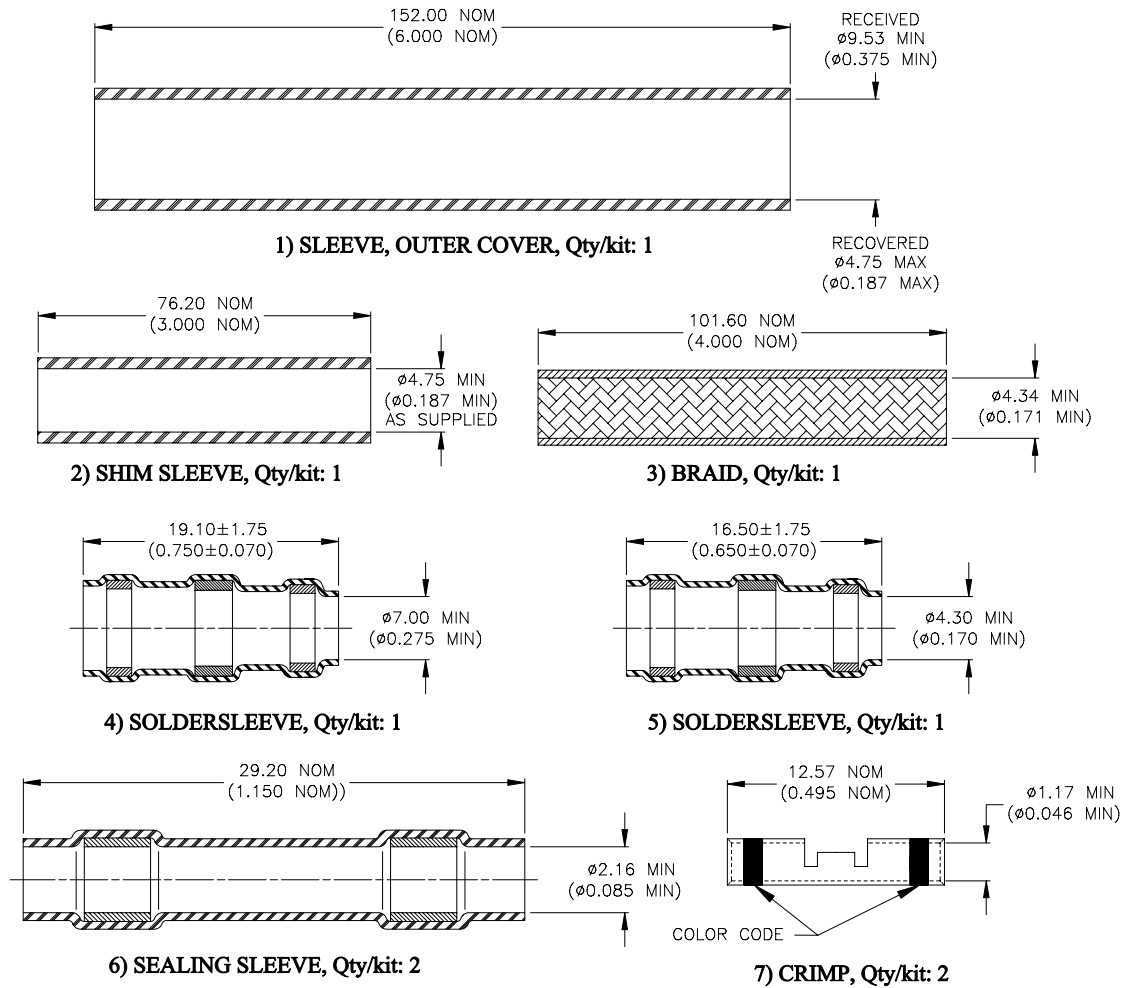 152.00 NOM
(6.000 NOM)
RECEIVED
ø9.53 MIN
(ø0.375 MIN)
1) SLEEVE, OUTER COVER, Qty/kit: 1
RECOVERED
ø4.75 MAX
(ø0.187 MAX)
76.20 NOM
(3.000 NOM)
ø4.75 MIN
(ø0.187 MIN)
AS SUPPLIED
2) SHIM SLEEVE, Qty/kit: 1
101.60 NOM
(4.000 NOM)
ø4.34 MIN
(ø0.171 MIN)
3) BRAID, Qty/kit: 1
19.10±1.75
(0.750±0.070)
ø7.00 MIN
(ø0.275 MIN)
4) SOLDERSLEEVE, Qty/kit: 1
16.50±1.75
(0.650±0.070)
ø4.30 MIN
(ø0.170 MIN)
5) SOLDERSLEEVE, Qty/kit: 1
29.20 NOM
(1.150 NOM))
ø2.16 MIN
(ø0.085 MIN)
6) SEALING SLEEVE, Qty/kit: 2
12.57 NOM
(0.495 NOM)
ø1.17 MIN
(ø0.046 MIN)
COLOR CODE
7) CRIMP, Qty/kit: 2